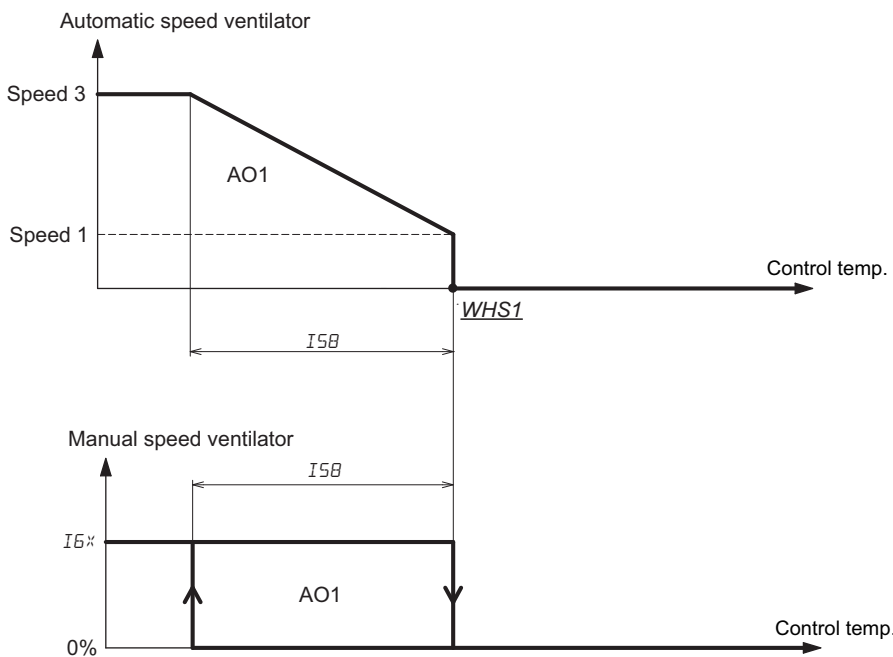 Automatic speed ventilator
Speed 3
AO1
Speed 1
Control temp.
WHS1
I58
Manual speed ventilator
I58
I6x
AO1
0%
Control temp.